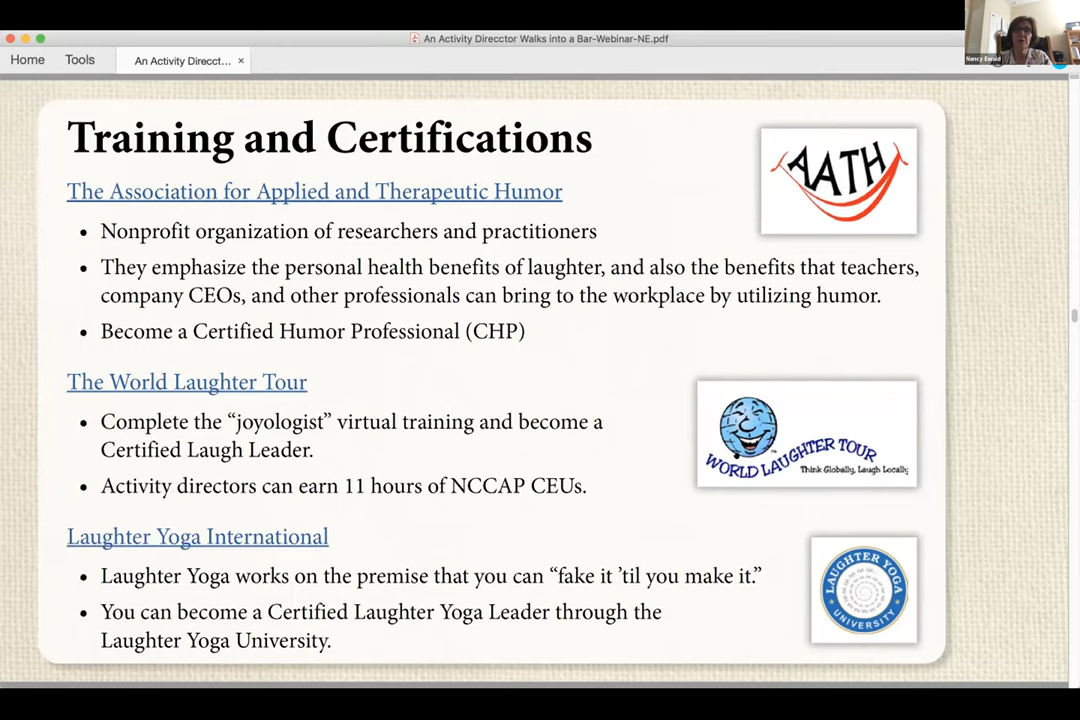 An Activity Direcctor Walks into a Bar-Webinar-NE.pdf
Home
Tools
An Activity Direcct...
×
Nancy Ewald
Training and Certifications
AATH
The Association for Applied and Therapeutic Humor
• Nonprofit organization of researchers and practitioners
• They emphasize the personal health benefits of laughter, and also the benefits that teachers,
company CEOs, and other professionals can bring to the workplace by utilizing humor.
• Become a Certified Humor Professional (CHP)
The World Laughter Tour
• Complete the “joyologist” virtual training and become a
Certified Laugh Leader.
• Activity directors can earn 11 hours of NCCAP CEUs.
WORLD LAUGHTER TOUR
Think Globally, Laugh Locally
Laughter Yoga International
• Laughter Yoga works on the premise that you can “fake it ’til you make it.”
• You can become a Certified Laughter Yoga Leader through the
Laughter Yoga University.
LAUGHTER YOGA
UNIVERSITY